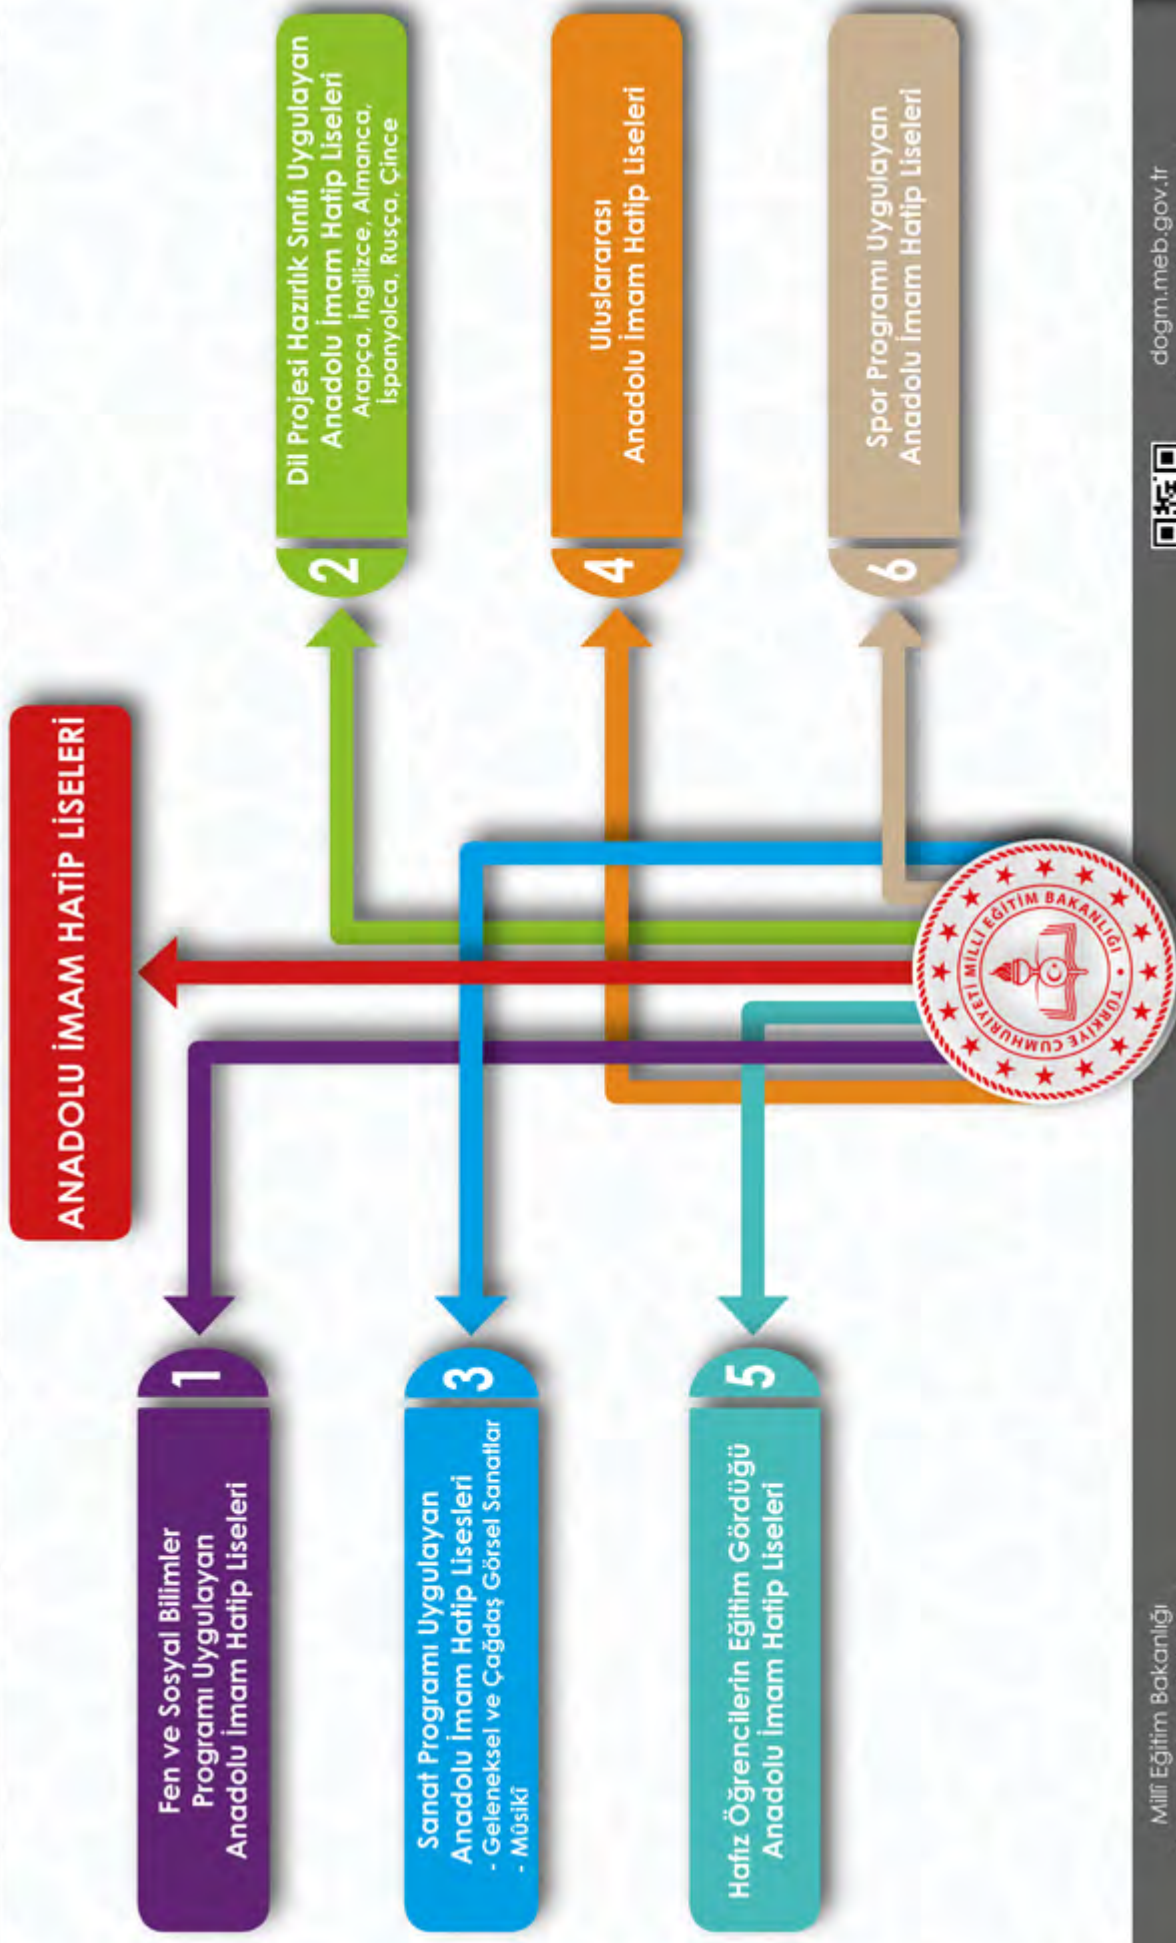 ANADOLU İMAM HATİP LİSELERİ
1
Fen ve Sosyal Bilimler
Programı Uygulayan
Anadolu İmam Hatip Liseleri
2
Dil Projesi Hazırlık Sınıfı Uygulayan
Anadolu İmam Hatip Liseleri
Arapça, İngilizce, Almanca,
İspanyolca, Rusça, Çince
3
Sanat Programı Uygulayan
Anadolu İmam Hatip Lisesleri
- Geleneksel ve Çağdaş Görsel Sanatlar
- Mûsikî
4
Uluslararası
Anadolu İmam Hatip Liseleri
5
Hafız Öğrencilerin Eğitim Gördüğü
Anadolu İmam Hatip Liseleri
6
Spor Programı Uygulayan
Anadolu İmam Hatip Liseleri
TÜRKİYE CUMHURİYETİ MİLLİ EĞİTİM BAKANLIĞI
Millî Eğitim Bakanlığı
dogm.meb.gov.tr